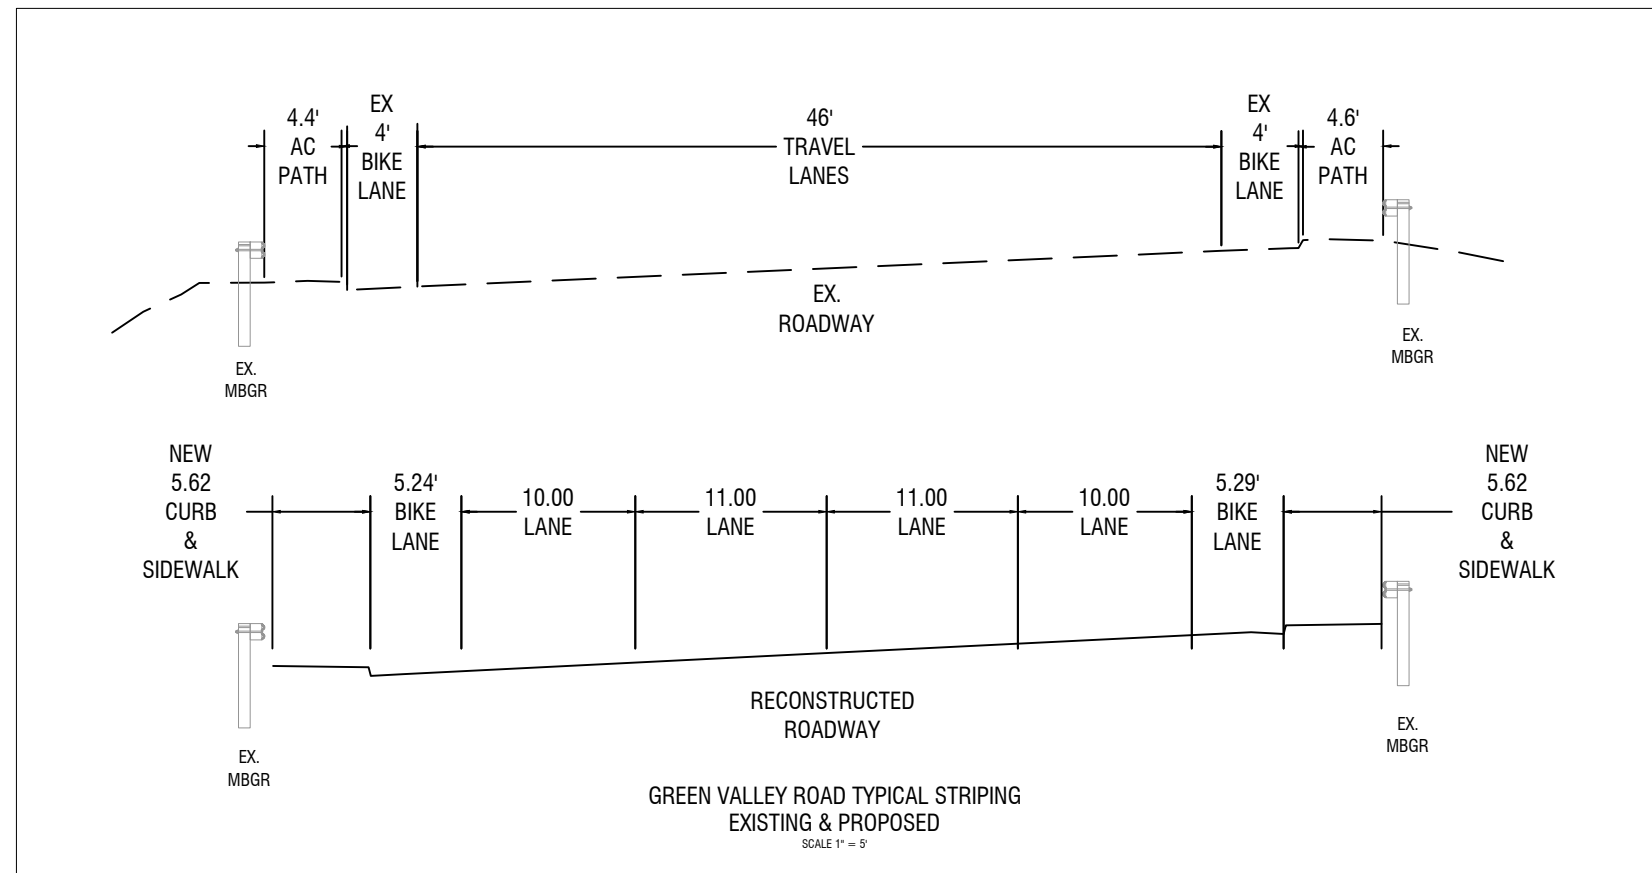 4.4'
AC
PATH
EX
4'
BIKE
LANE
46'
TRAVEL
LANES
EX
4'
BIKE
LANE
4.6'
AC
PATH
EX.
ROADWAY
EX.
MBGR
EX.
MBGR
NEW
5.62
CURB
&
SIDEWALK
5.24'
BIKE
LANE
10.00
LANE
11.00
LANE
11.00
LANE
10.00
LANE
5.29'
BIKE
LANE
NEW
5.62
CURB
&
SIDEWALK
RECONSTRUCTED
ROADWAY
EX.
MBGR
EX.
MBGR
GREEN VALLEY ROAD TYPICAL STRIPING
EXISTING & PROPOSED
SCALE 1" = 5'